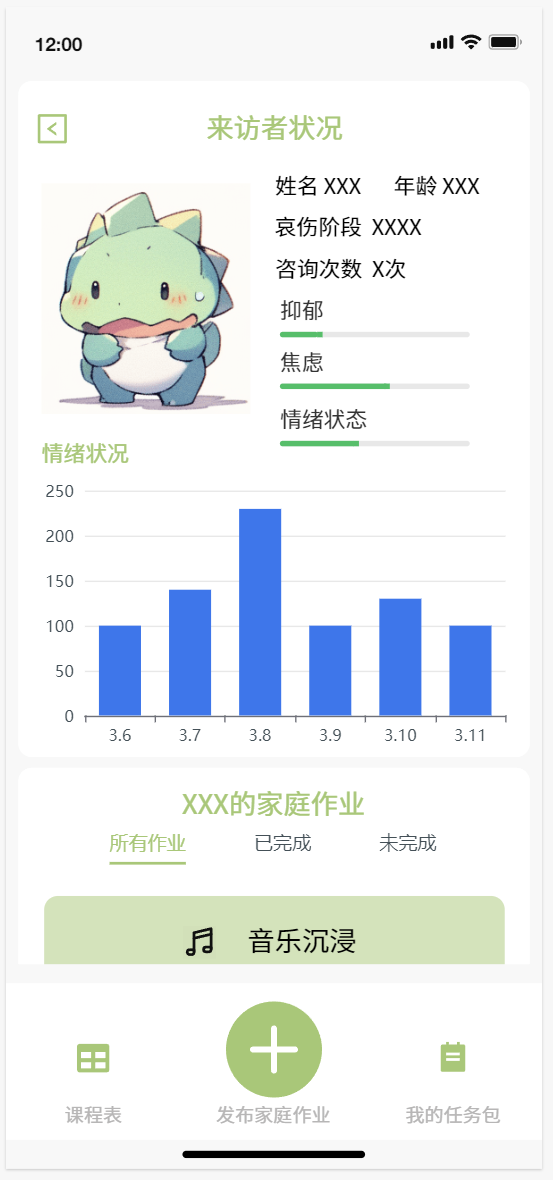 12:00
来访者状况
姓名 XXX 年龄 XXX
哀伤阶段 XXXX
咨询次数 X次
抑郁
焦虑
情绪状态
情绪状况
250
200
150
100
50
0
3.6 3.7 3.8 3.9 3.10 3.11
XXX的家庭作业
所有作业 已完成 未完成
音乐沉浸
课程表 发布家庭作业 我的任务包